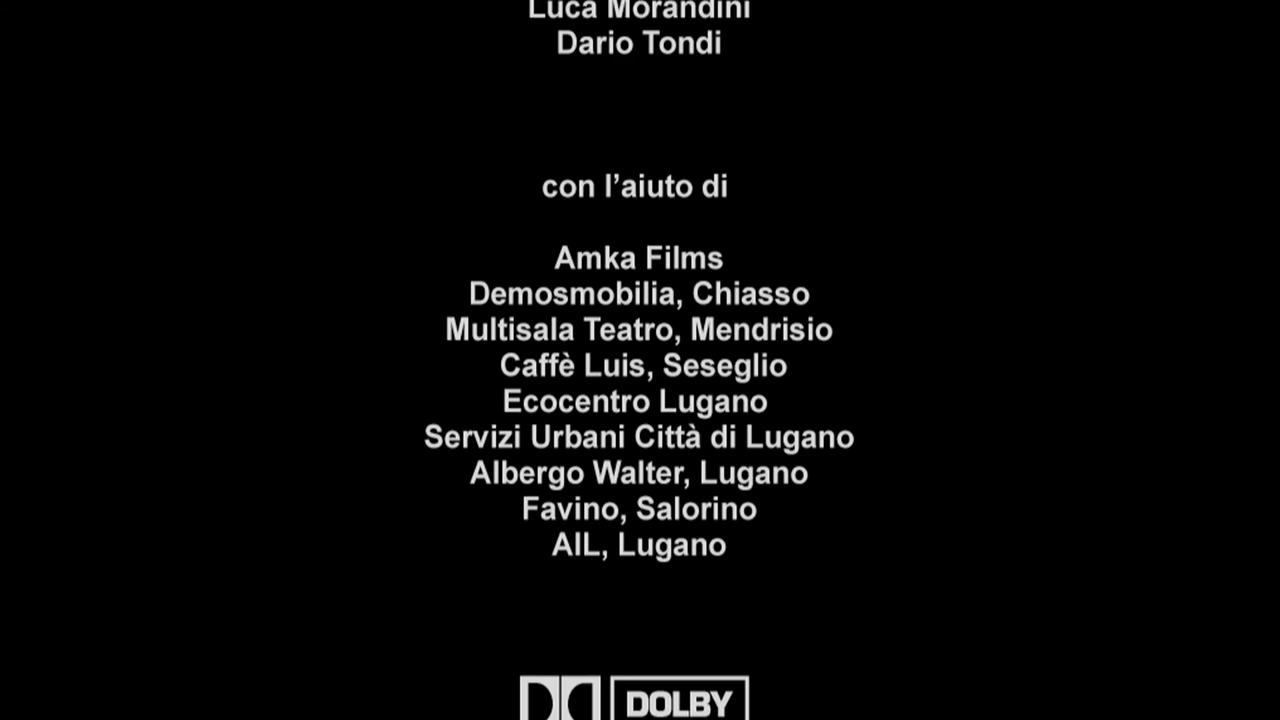 Luca Morandini
Dario Tondi
con l’aiuto di
Amka Films
Demosmobilia, Chiasso
Multisala Teatro, Mendrisio
Caffè Luis, Seseglio
Ecocentro Lugano
Servizi Urbani Città di Lugano
Albergo Walter, Lugano
Favino, Salorino
AIL, Lugano
DOLBY